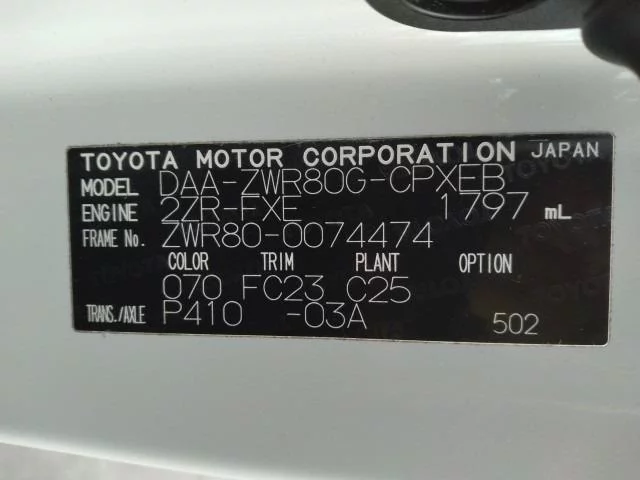 TOYOTA MOTOR CORPORATION JAPAN
MODEL DAA-ZWR80G-CPXEB
ENGINE 2ZR-FXE 1797 mL
FRAME No. ZWR80-0074474
COLOR TRIM PLANT OPTION
070 FC23 C25
TRANS./AXLE P410 -03A 502